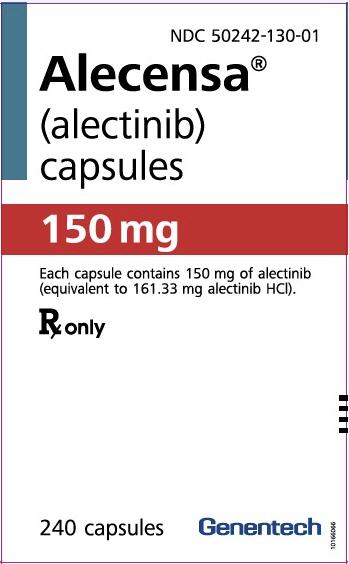 NDC 50242-130-01
Alecensa®
(alectinib)
capsules
150 mg
Each capsule contains 150 mg of alectinib
(equivalent to 161.33 mg alectinib HCl).
℞ only
240 capsules
Genentech
10166066